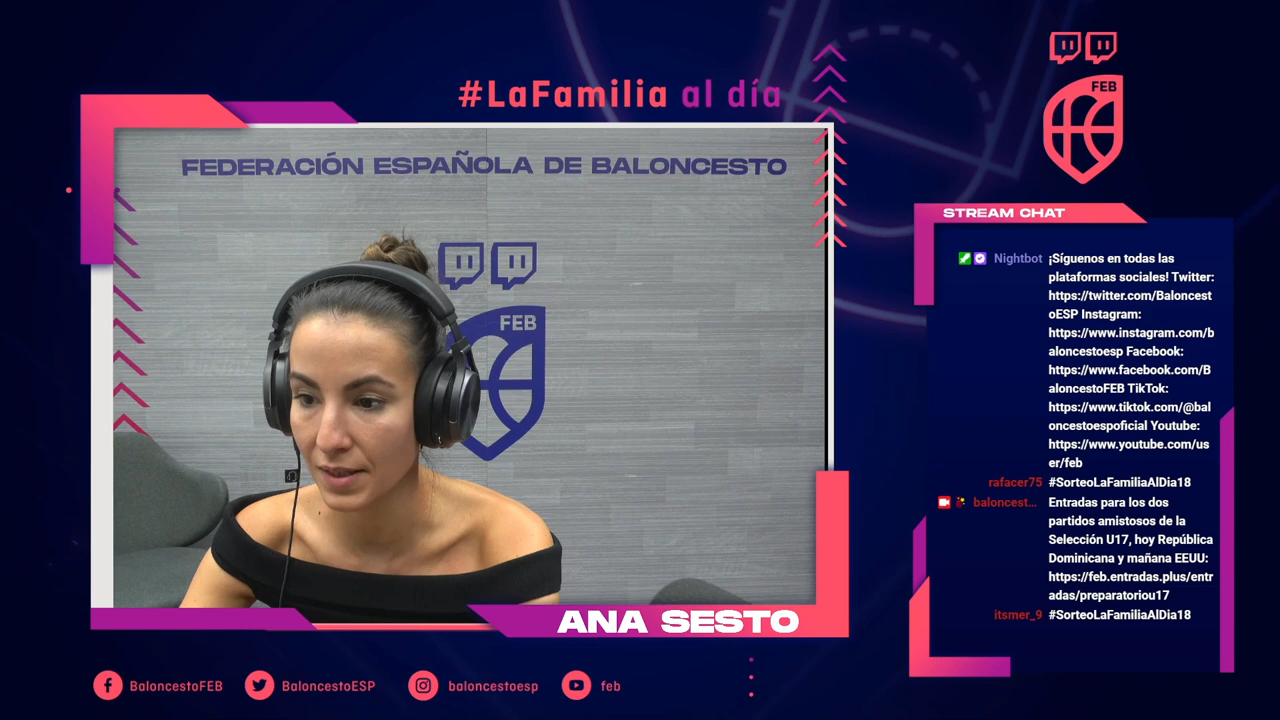 #LaFamilia al día
FEDERACIÓN ESPAÑOLA DE BALONCESTO
FEB
ANA SESTO
BaloncestoFEB
BaloncestoESP
baloncestoesp
feb
FEB
STREAM CHAT
Nightbot ¡Síguenos en todas las
plataformas sociales! Twitter:
https://twitter.com/Baloncest
oESP Instagram:
https://www.instagram.com/b
aloncestoesp Facebook:
https://www.facebook.com/B
aloncestoFEB TikTok:
https://www.tiktok.com/@bal
oncestoespoficial Youtube:
https://www.youtube.com/us
er/feb
rafacer75 #SorteoLaFamiliaAlDia18
baloncest... Entradas para los dos
partidos amistosos de la
Selección U17, hoy República
Dominicana y mañana EEUU:
https://feb.entradas.plus/entr
adas/preparatoriou17
itsmer_9 #SorteoLaFamiliaAlDia18